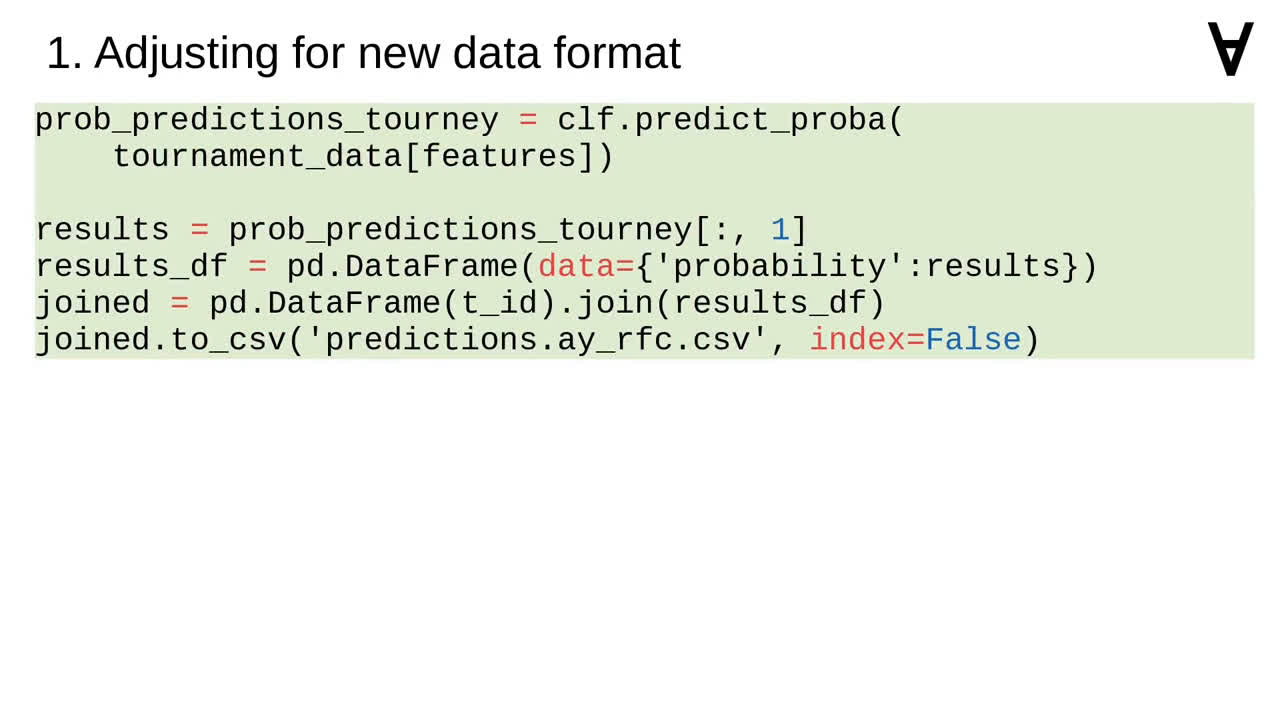 1. Adjusting for new data format
∀
prob_predictions_tourney = clf.predict_proba(
    tournament_data[features])
results = prob_predictions_tourney[:, 1]
results_df = pd.DataFrame(data={'probability':results})
joined = pd.DataFrame(t_id).join(results_df)
joined.to_csv('predictions.ay_rfc.csv', index=False)